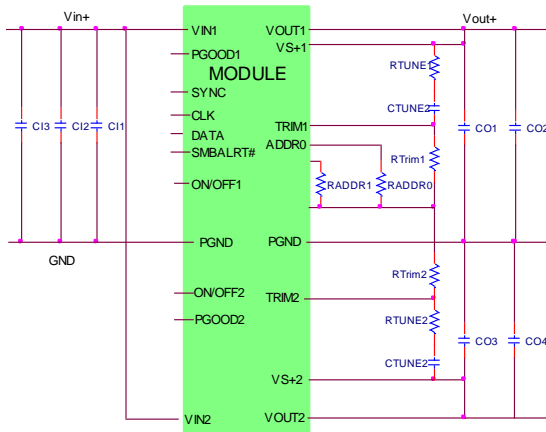 Vin+
Vout+
VIN1
VOUT1
VS+1
PGOOD1
RTUNE1
MODULE
SYNC
CTUNE2
CLK
TRIM1
CI3
CI2
CI1
DATA
ADDR0
CO1
CO2
SMBALRT#
RTrim1
ON/OFF1
RADDR1
RADDR0
PGND
PGND
GND
RTrim2
ON/OFF2
TRIM2
PGOOD2
RTUNE2
CO3
CO4
CTUNE2
VS+2
VIN2
VOUT2